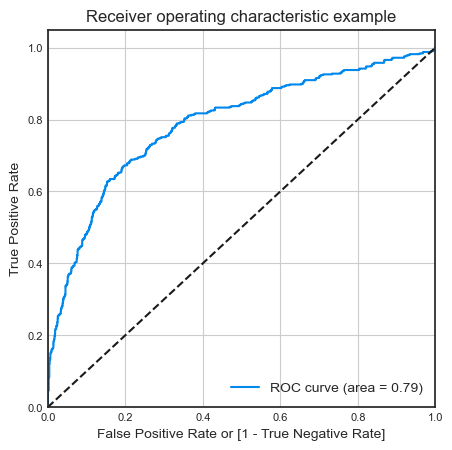 Receiver operating characteristic example
1.0
0.8
0.6
0.4
0.2
0.0
True Positive Rate
ROC curve (area = 0.79)
0.0 0.2 0.4 0.6 0.8 1.0
False Positive Rate or [1 - True Negative Rate]